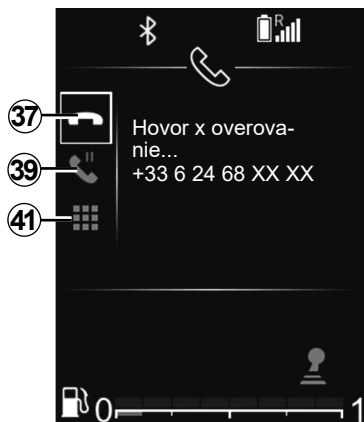 R
37
Hovor x overova-
nie...
+33 6 24 68 XX XX
39
41
0 1